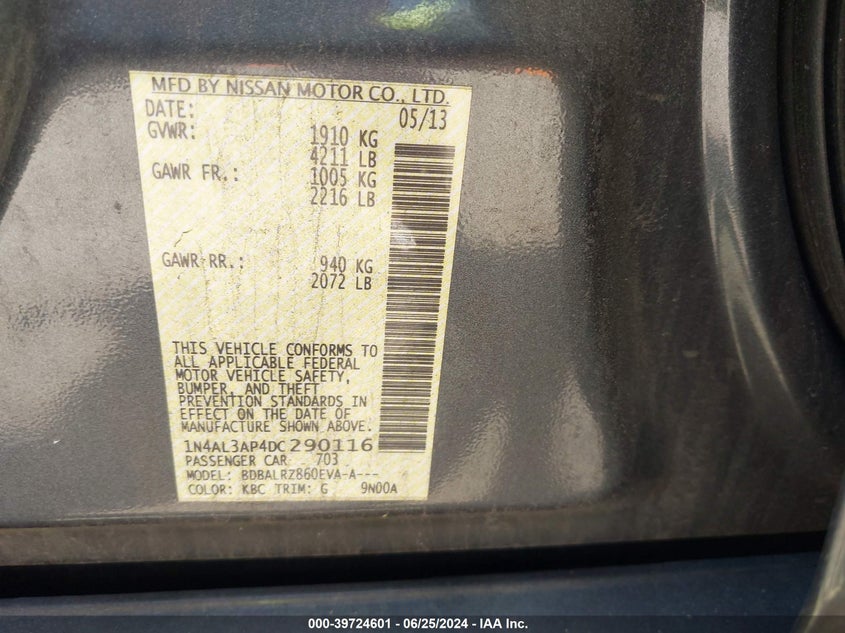 MFD BY NISSAN MOTOR CO., LTD.
DATE: 05/13
GVWR: 1910 KG
4211 LB
GAWR FR.: 1005 KG
2216 LB
GAWR RR.: 940 KG
2072 LB
THIS VEHICLE CONFORMS TO
ALL APPLICABLE FEDERAL
MOTOR VEHICLE SAFETY,
BUMPER, AND THEFT
PREVENTION STANDARDS IN
EFFECT ON THE DATE OF
MANUFACTURE SHOWN ABOVE.
1N4AL3AP4DC290116
PASSENGER CAR 703
MODEL: BDBALRZ860EVA-A---
COLOR: KBC TRIM: G 9N00A
000-39724601 / 06/25/2024 - IAA Inc.